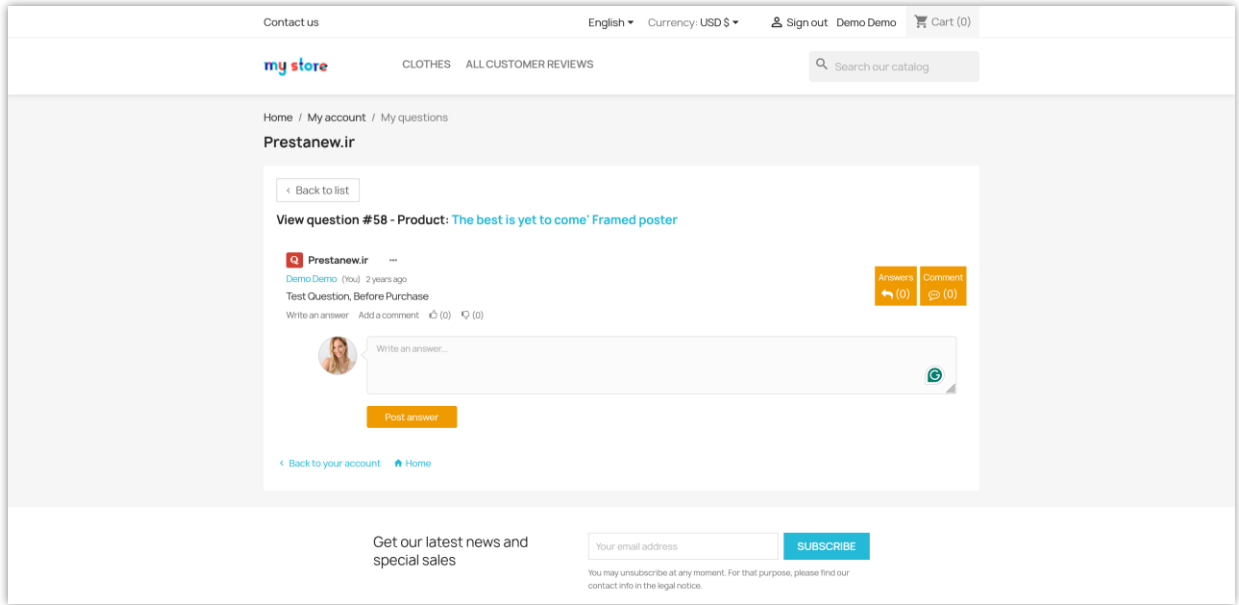 Contact us
English
Currency: USD $
Sign out
Demo Demo
Cart (0)
my store
CLOTHES
ALL CUSTOMER REVIEWS
Search our catalog
Home / My account / My questions
Prestanew.ir
Back to list
View question #58 - Product: The best is yet to come' Framed poster
Q Prestanew.ir ...
Demo Demo (You) 2 years ago
Test Question, Before Purchase
Write an answer Add a comment (0) (0)
Answers
(0)
Comment
(0)
Write an answer...
Post answer
Back to your account
Home
Get our latest news and
special sales
Your email address
SUBSCRIBE
You may unsubscribe at any moment. For that purpose, please find our
contact info in the legal notice.